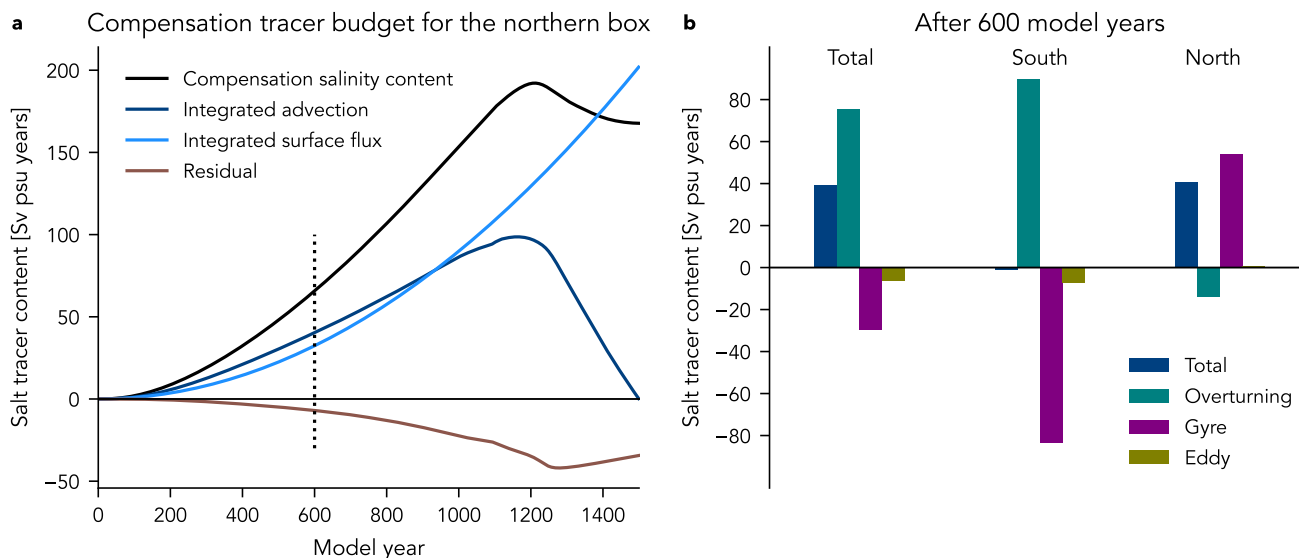 a Compensation tracer budget for the northern box
Salt tracer content [Sv psu years]
200
150
100
50
0
−50
Compensation salinity content
Integrated advection
Integrated surface flux
Residual
0 200 400 600 800 1000 1200 1400
Model year
b After 600 model years
Salt tracer content [Sv psu years]
Total South North
80
60
40
20
0
−20
−40
−60
−80
Total
Overturning
Gyre
Eddy